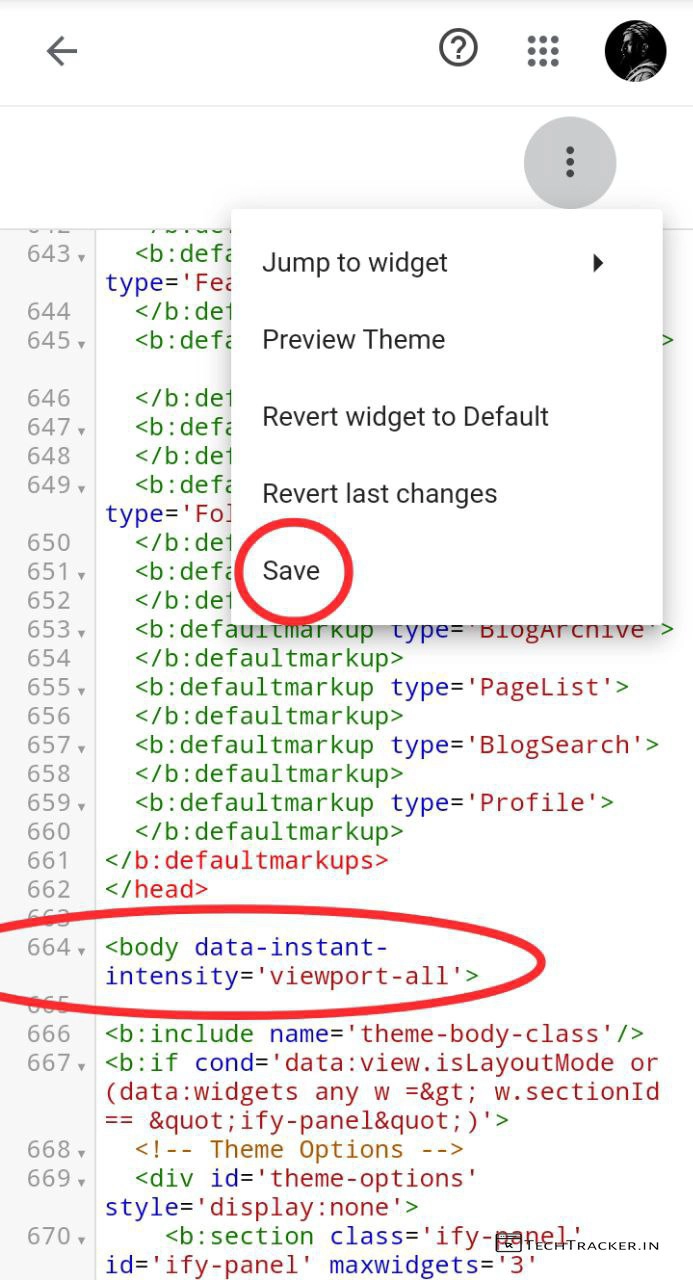 Jump to widget
Preview Theme
Revert widget to Default
Revert last changes
Save
643 <b:defa
type='Fea
644 </b:def
645 <b:defa >
646 </b:def
647 <b:defa
648 </b:def
649 <b:defa
type='Fol
650 </b:def
651 <b:defa
652 </b:def
653 <b:defaultmarkup type='BlogArchive'>
654 </b:defaultmarkup>
655 <b:defaultmarkup type='PageList'>
656 </b:defaultmarkup>
657 <b:defaultmarkup type='BlogSearch'>
658 </b:defaultmarkup>
659 <b:defaultmarkup type='Profile'>
660 </b:defaultmarkup>
661 </b:defaultmarkups>
662 </head>
663
664 <body data-instant-
intensity='viewport-all'>
665
666 <b:include name='theme-body-class'/>
667 <b:if cond='data:view.isLayoutMode or
(data:widgets any w =&gt; w.sectionId
== &quot;ify-panel&quot;)'>
668 <!-- Theme Options -->
669 <div id='theme-options'
style='display:none'>
670 <b:section class='ify-panel'
id='ify-panel' maxwidgets='3'
TECHTRACKER.IN